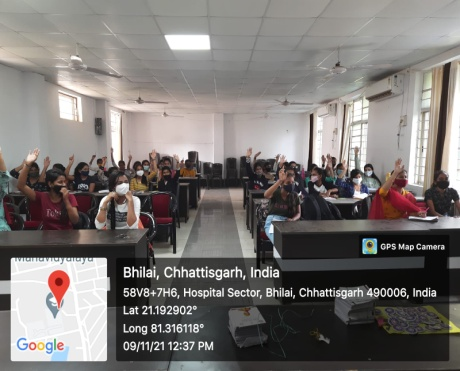 GPS Map Camera
Mahavidyalaya
Google
Bhilai, Chhattisgarh, India
58V8+7H6, Hospital Sector, Bhilai, Chhattisgarh 490006, India
Lat 21.192902°
Long 81.316118°
09/11/21 12:37 PM